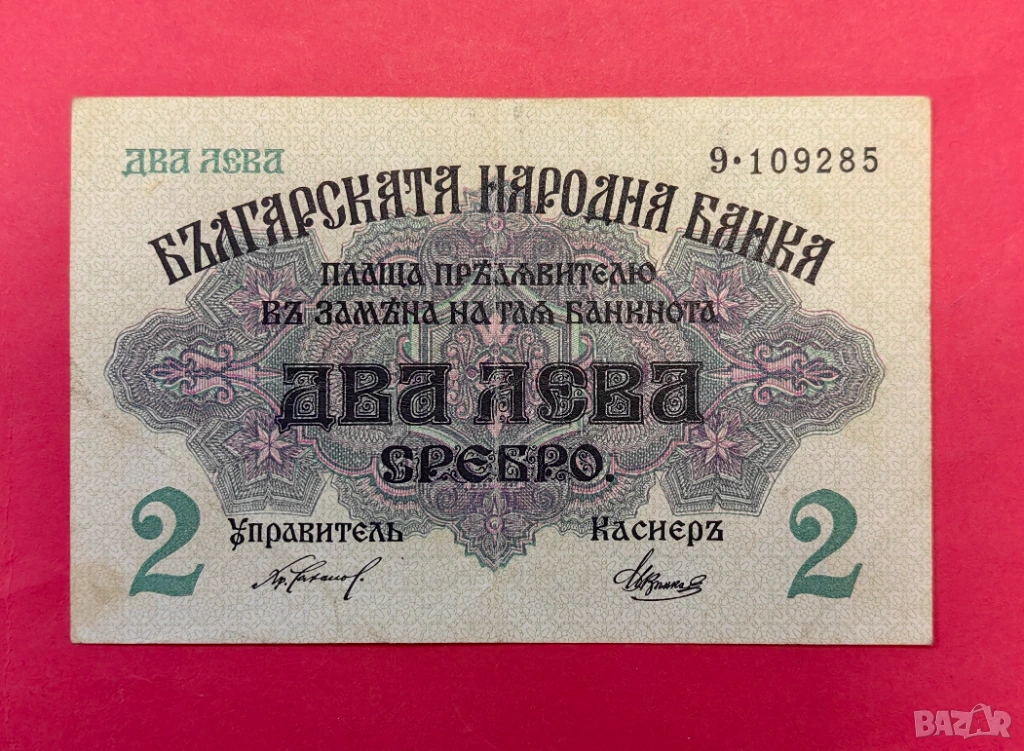 ДВА ЛЕВА
9·109285
БЪЛГАРСКАТА НАРОДНА БАНКА
ПЛАЩА ПРѢДЯВИТЕЛЮ
ВЪ ЗАМѢНА НА ТАЯ БАНКНОТА
ДВА ЛЕВА
СРЕБРО.
2
Управитель
Касиеръ
2
BAZAR